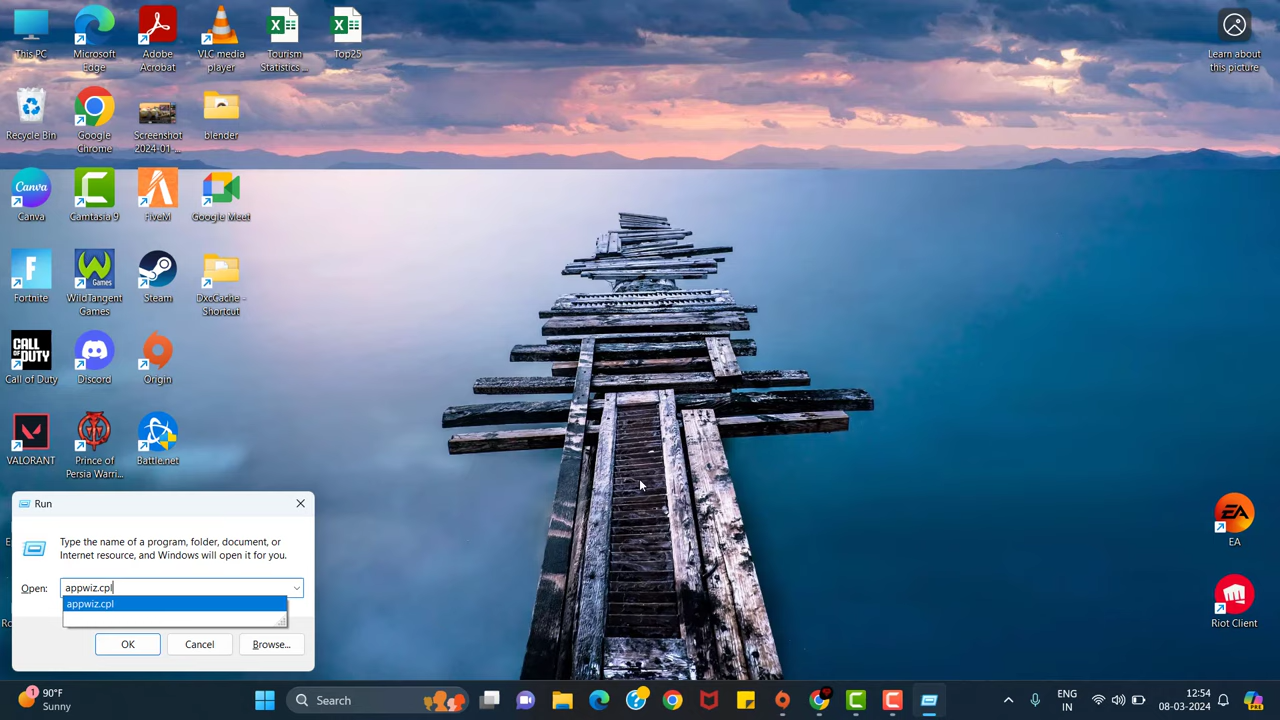 This PC
Microsoft
Edge
Adobe
Acrobat
VLC media
player
Tourism
Statistics ...
Top25
Learn about
this picture
Recycle Bin
Google
Chrome
Screenshot
2024-01-...
blender
Canva
Canva
Camtasia 9
FiveM
Google Meet
Fortnite
WildTangent
Games
Steam
DxcCache -
Shortcut
CALL OF DUTY
Call of Duty
Discord
Origin
VALORANT
Prince of
Persia Warri...
Battle.net
EA
EA
Riot Client
Run
Type the name of a program, folder, document, or
Internet resource, and Windows will open it for you.
Open:
appwiz.cpl
appwiz.cpl
OK
Cancel
Browse...
1
90°F
Sunny
Search
ENG
IN
12:54
08-03-2024